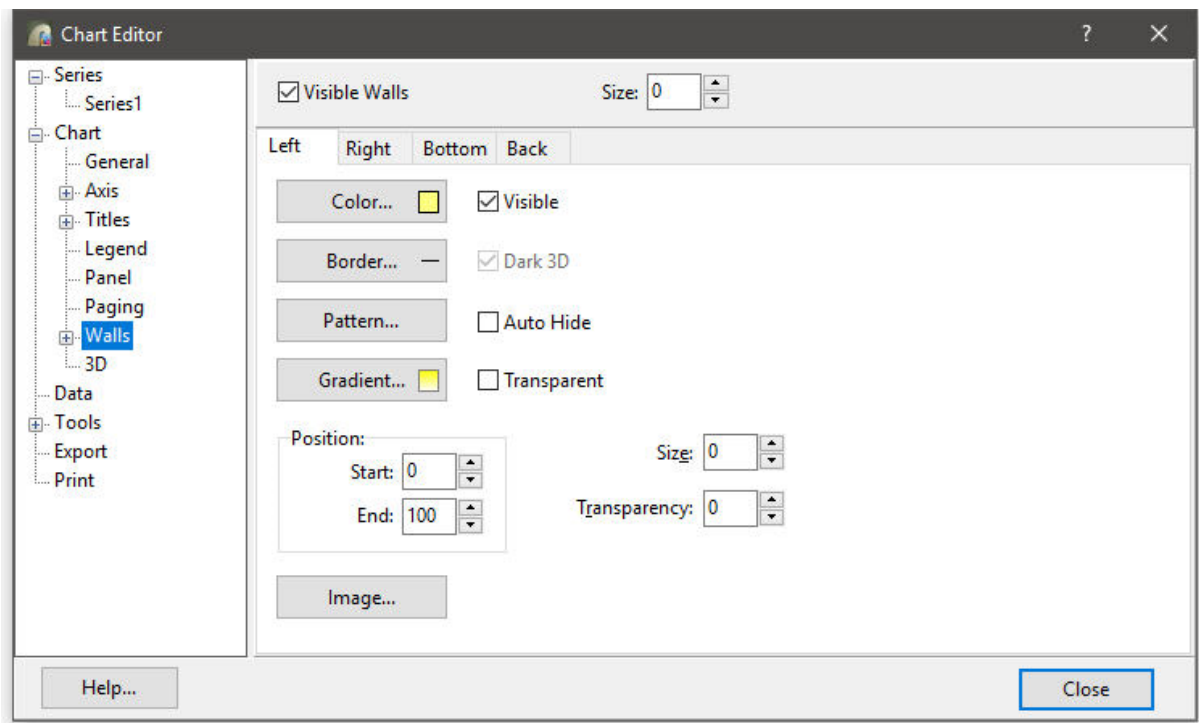 Chart Editor
?
Series
Series1
Chart
General
Axis
Titles
Legend
Panel
Paging
Walls
3D
Data
Tools
Export
Print
Visible Walls Size: 0
Left Right Bottom Back
Color... Visible
Border... Dark 3D
Pattern... Auto Hide
Gradient... Transparent
Position:
Start: 0
End: 100
Size: 0
Transparency: 0
Image...
Help... Close